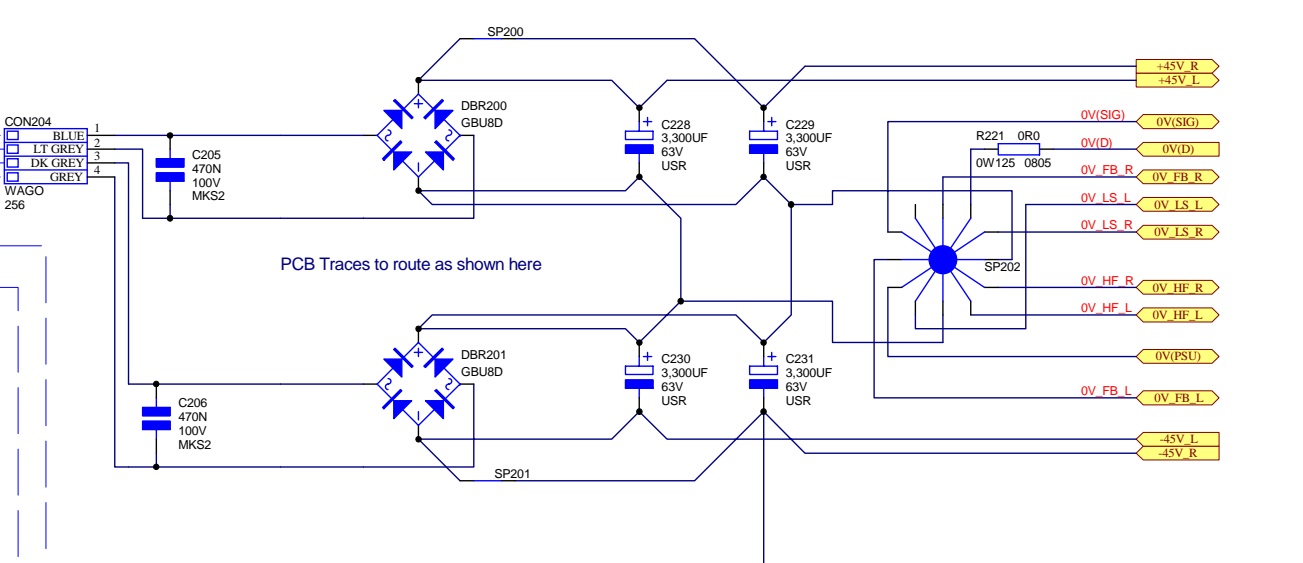 SP200
+45V_R
+45V_L
CON204
BLUE 1
LT GREY 2
DK GREY 3
GREY 4
WAGO
256
C205
470N
100V
MKS2
DBR200
GBU8D
+
C228
3,300UF
63V
USR
+
C229
3,300UF
63V
USR
0V(SIG) 0V(SIG)
R221 0R0
0W125 0805
0V(D) 0V(D)
0V_FB_R 0V_FB_R
0V_LS_L 0V_LS_L
0V_LS_R 0V_LS_R
SP202
0V_HF_R 0V_HF_R
0V_HF_L 0V_HF_L
0V(PSU)
0V_FB_L 0V_FB_L
PCB Traces to route as shown here
C206
470N
100V
MKS2
DBR201
GBU8D
+
C230
3,300UF
63V
USR
+
C231
3,300UF
63V
USR
-45V_L
-45V_R
SP201